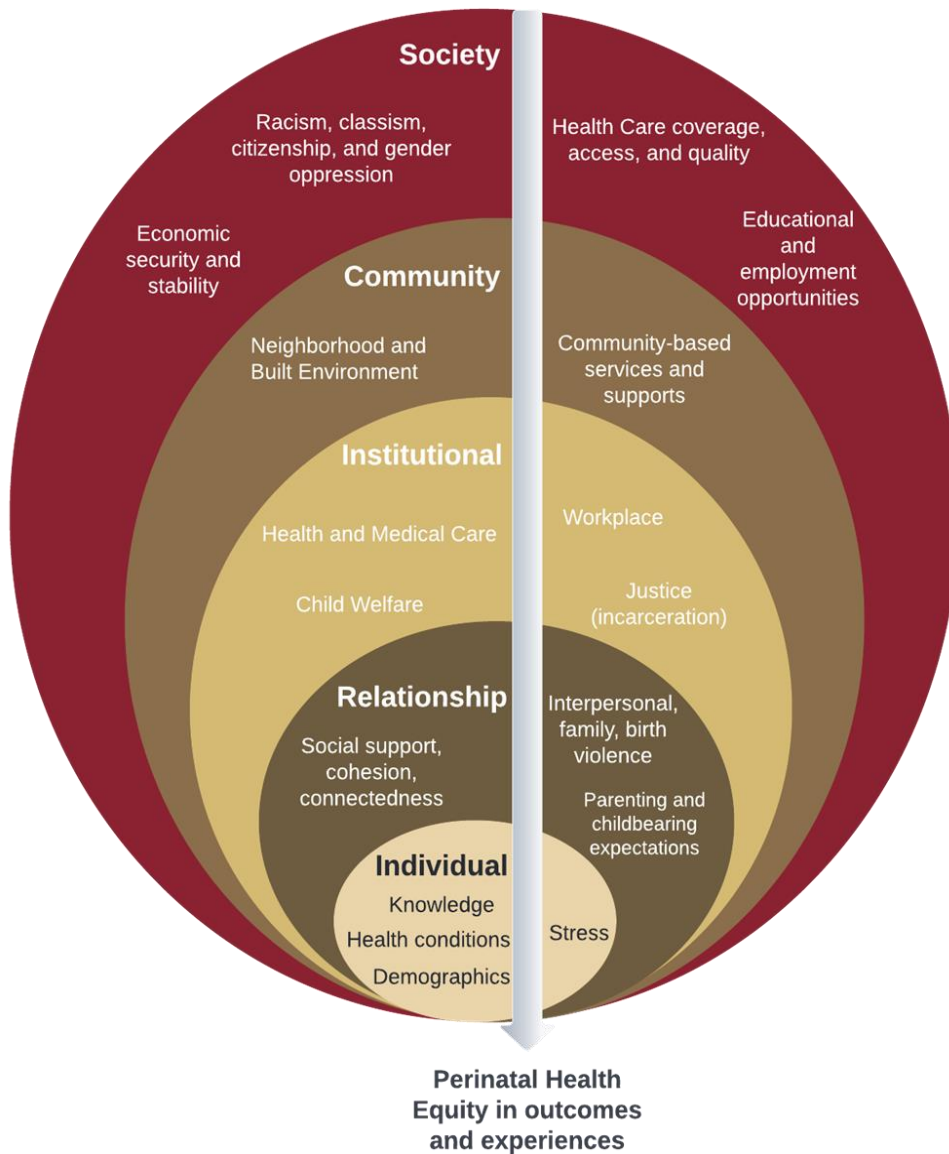 Society
Racism, classism,
citizenship, and gender
oppression
Health Care coverage,
access, and quality
Economic
security and
stability
Educational
and
employment
opportunities
Community
Neighborhood and
Built Environment
Community-based
services and
supports
Institutional
Health and Medical Care
Workplace
Child Welfare
Justice
(incarceration)
Relationship
Social support,
cohesion,
connectedness
Interpersonal,
family, birth
violence
Parenting and
childbearing
expectations
Individual
Knowledge
Health conditions
Demographics
Stress
Perinatal Health
Equity in outcomes
and experiences